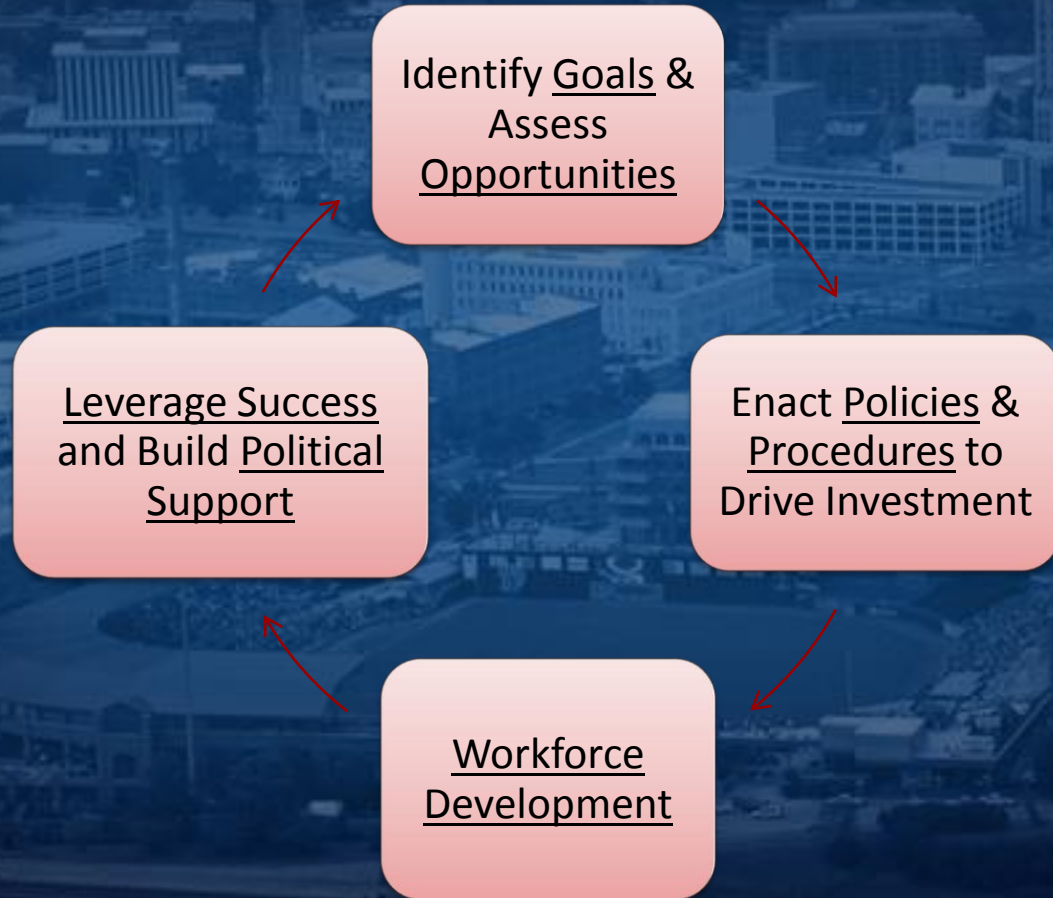 Identify Goals &
Assess
Opportunities
Enact Policies &
Procedures to
Drive Investment
Workforce
Development
Leverage Success
and Build Political
Support